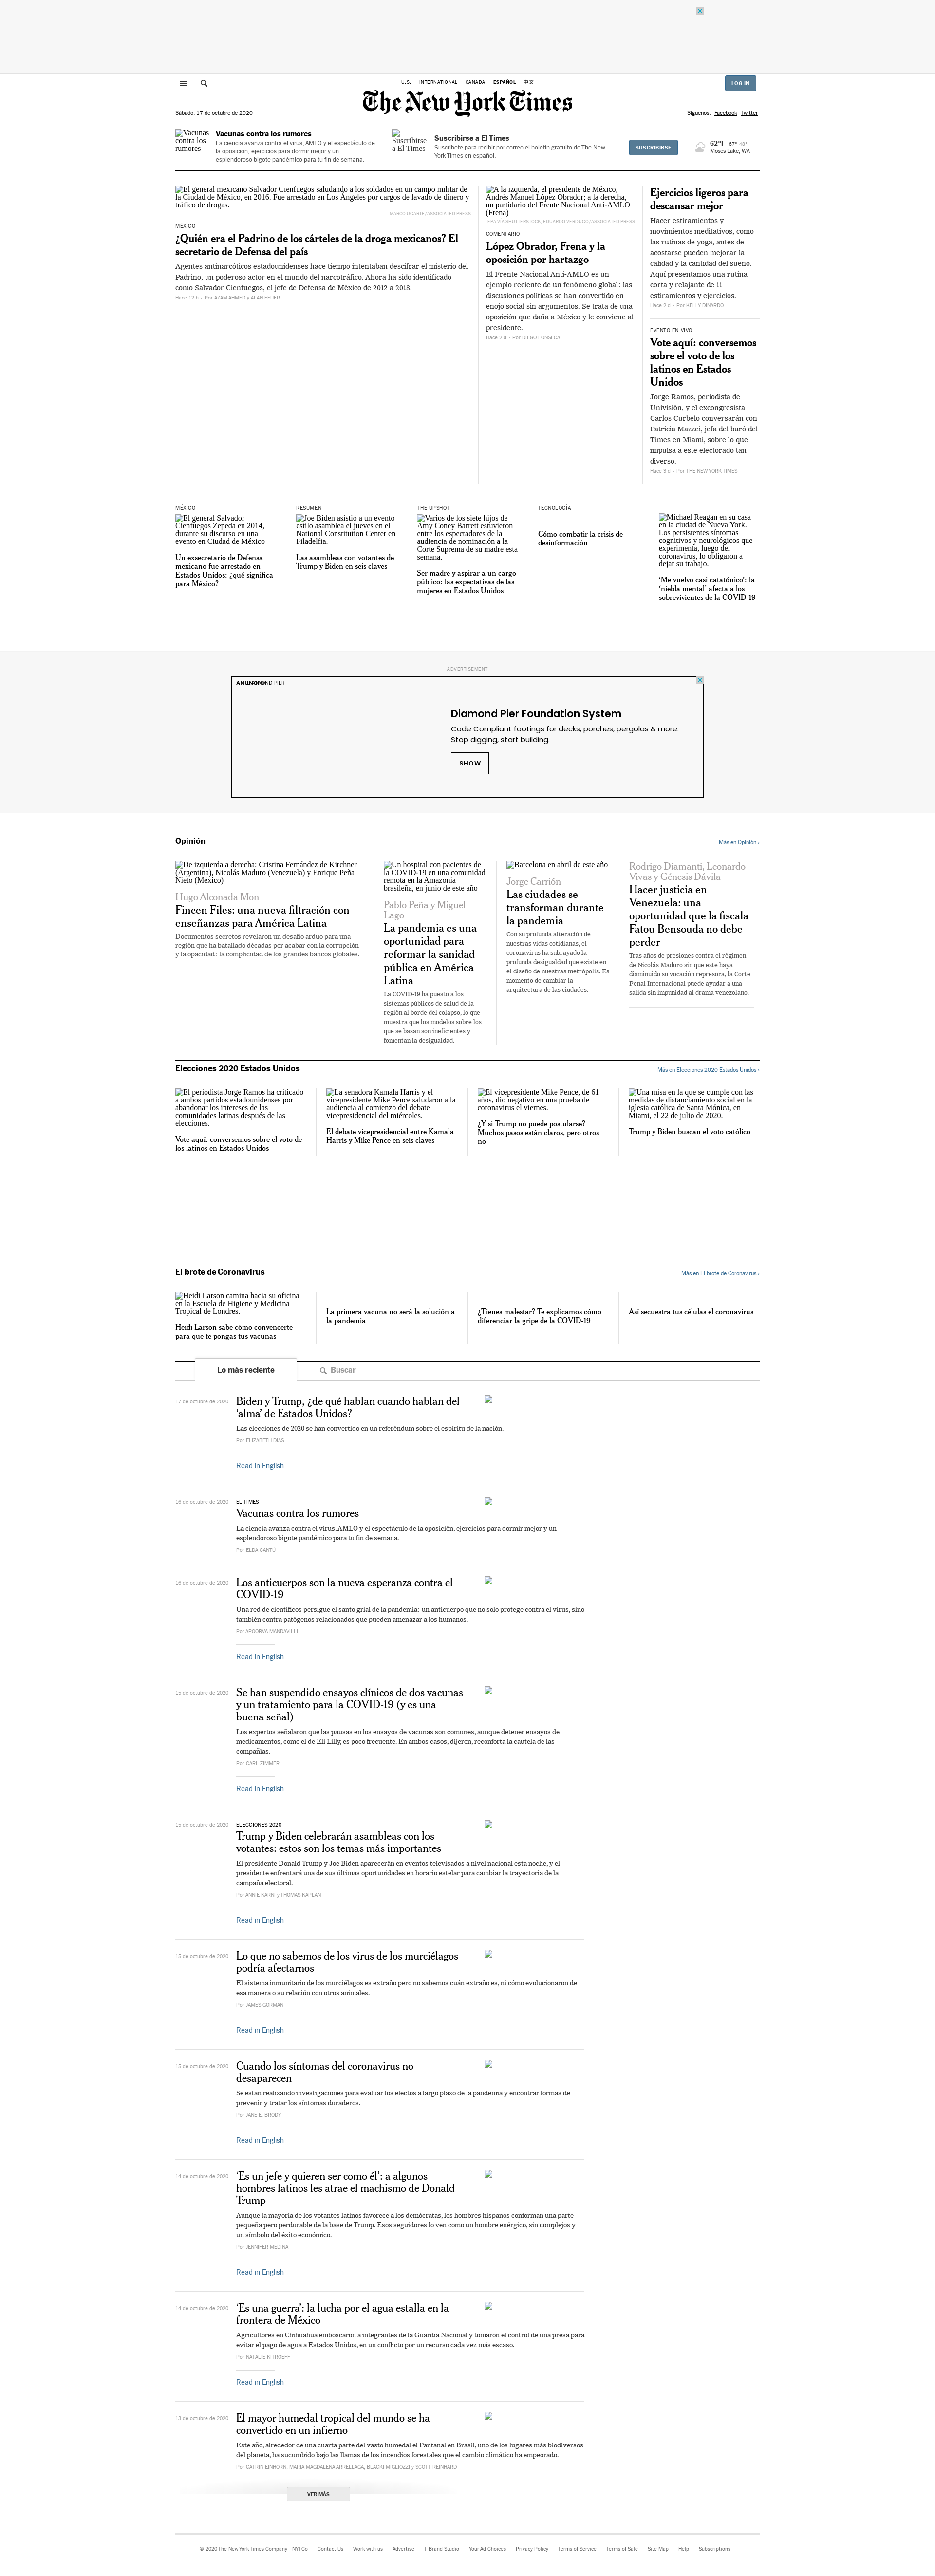 U.S. INTERNATIONAL CANADA ESPAÑOL 中文
LOG IN
The New York Times
Sábado, 17 de octubre de 2020
Síguenos: Facebook Twitter
Vacunas contra los rumores
Vacunas contra los rumores
La ciencia avanza contra el virus, AMLO y el espectáculo de
la oposición, ejercicios para dormir mejor y un
esplendoroso bigote pandémico para tu fin de semana.
Suscribirse a El Times
Suscribirse a El Times
Suscríbete para recibir por correo el boletín gratuito de The New
York Times en español.
SUSCRIBIRSE
62°F 67° 45°
Moses Lake, WA
El general mexicano Salvador Cienfuegos saludando a los soldados en un campo militar de
la Ciudad de México, en 2016. Fue arrestado en Los Ángeles por cargos de lavado de dinero y
tráfico de drogas.
MARCO UGARTE/ASSOCIATED PRESS
MÉXICO
¿Quién era el Padrino de los cárteles de la droga mexicanos? El
secretario de Defensa del país
Agentes antinarcóticos estadounidenses hace tiempo intentaban descifrar el misterio del
Padrino, un poderoso actor en el mundo del narcotráfico. Ahora ha sido identificado
como Salvador Cienfuegos, el jefe de Defensa de México de 2012 a 2018.
Hace 12 h • Por AZAM AHMED y ALAN FEUER
A la izquierda, el presidente de México,
Andrés Manuel López Obrador; a la derecha,
un partidario del Frente Nacional Anti-AMLO
(Frena)
EPA VIA SHUTTERSTOCK; EDUARDO VERDUGO/ASSOCIATED PRESS
COMENTARIO
López Obrador, Frena y la
oposición por hartazgo
El Frente Nacional Anti-AMLO es un
ejemplo reciente de un fenómeno global: las
discusiones políticas se han convertido en
enojo social sin argumentos. Se trata de una
oposición que daña a México y le conviene al
presidente.
Hace 2 d • Por DIEGO FONSECA
Ejercicios ligeros para
descansar mejor
Hacer estiramientos y
movimientos meditativos, como
las rutinas de yoga, antes de
acostarse pueden mejorar la
calidad y la cantidad del sueño.
Aquí presentamos una rutina
corta y relajante de 11
estiramientos y ejercicios.
Hace 2 d • Por KELLY DINARDO
EVENTO EN VIVO
Vote aquí: conversemos
sobre el voto de los
latinos en Estados
Unidos
Jorge Ramos, periodista de
Univisión, y el excongresista
Carlos Curbelo conversarán con
Patricia Mazzei, jefa del buró del
Times en Miami, sobre lo que
impulsa a este electorado tan
diverso.
Hace 3 d • Por THE NEW YORK TIMES
MÉXICO
El general Salvador
Cienfuegos Zepeda en 2014,
durante su discurso en una
evento en Ciudad de México
Un exsecretario de Defensa
mexicano fue arrestado en
Estados Unidos: ¿qué significa
para México?
RESUMEN
Joe Biden asistió a un evento
estilo asamblea el jueves en el
National Constitution Center en
Filadelfia.
Las asambleas con votantes de
Trump y Biden en seis claves
THE UPSHOT
Varios de los siete hijos de
Amy Coney Barrett estuvieron
entre los espectadores de la
audiencia de nominación a la
Corte Suprema de su madre esta
semana.
Ser madre y aspirar a un cargo
público: las expectativas de las
mujeres en Estados Unidos
TECNOLOGÍA
Cómo combatir la crisis de
desinformación
Michael Reagan en su casa
en la ciudad de Nueva York.
Los persistentes síntomas
cognitivos y neurológicos que
experimenta, luego del
coronavirus, lo obligaron a
dejar su trabajo.
‘Me vuelvo casi catatónico’: la
‘niebla mental’ afecta a los
sobrevivientes de la COVID-19
ADVERTISEMENT
DIAMOND PIER
Diamond Pier Foundation System
Code Compliant footings for decks, porches, pergolas & more.
Stop digging, start building.
SHOW
Opinión
Más en Opinión ›
De izquierda a derecha: Cristina Fernández de Kirchner
(Argentina), Nicolás Maduro (Venezuela) y Enrique Peña
Nieto (México)
Hugo Alconada Mon
Fincen Files: una nueva filtración con
enseñanzas para América Latina
Documentos secretos revelaron un desafío arduo para una
región que ha batallado décadas por acabar con la corrupción
y la opacidad: la complicidad de los grandes bancos globales.
Un hospital con pacientes de
la COVID-19 en una comunidad
remota en la Amazonía
brasileña, en junio de este año
Pablo Peña y Miguel
Lago
La pandemia es una
oportunidad para
reformar la sanidad
pública en América
Latina
La COVID-19 ha puesto a los
sistemas públicos de salud de la
región al borde del colapso, lo que
muestra que los modelos sobre los
que se basan son ineficientes y
fomentan la desigualdad.
Barcelona en abril de este año
Jorge Carrión
Las ciudades se
transforman durante
la pandemia
Con su profunda alteración de
nuestras vidas cotidianas, el
coronavirus ha subrayado la
profunda desigualdad que existe en
el diseño de nuestras metrópolis. Es
momento de cambiar la
arquitectura de las ciudades.
Rodrigo Diamanti, Leonardo
Vivas y Génesis Dávila
Hacer justicia en
Venezuela: una
oportunidad que la fiscala
Fatou Bensouda no debe
perder
Tras años de presiones contra el régimen
de Nicolás Maduro sin que este haya
disminuido su vocación represora, la Corte
Penal Internacional puede ayudar a una
salida sin impunidad al drama venezolano.
Elecciones 2020 Estados Unidos
Más en Elecciones 2020 Estados Unidos ›
El periodista Jorge Ramos ha criticado
a ambos partidos estadounidenses por
abandonar los intereses de las
comunidades latinas después de las
elecciones.
Vote aquí: conversemos sobre el voto de
los latinos en Estados Unidos
La senadora Kamala Harris y el
vicepresidente Mike Pence saludaron a la
audiencia al comienzo del debate
vicepresidencial del miércoles.
El debate vicepresidencial entre Kamala
Harris y Mike Pence en seis claves
El vicepresidente Mike Pence, de 61
años, dio negativo en una prueba de
coronavirus el viernes.
¿Y si Trump no puede postularse?
Muchos pasos están claros, pero otros
no
Una misa en la que se cumple con las
medidas de distanciamiento social en la
iglesia católica de Santa Mónica, en
Miami, el 22 de julio de 2020.
Trump y Biden buscan el voto católico
El brote de Coronavirus
Más en El brote de Coronavirus ›
Heidi Larson camina hacia su oficina
en la Escuela de Higiene y Medicina
Tropical de Londres.
Heidi Larson sabe cómo convencerte
para que te pongas tus vacunas
La primera vacuna no será la solución a
la pandemia
¿Tienes malestar? Te explicamos cómo
diferenciar la gripe de la COVID-19
Así secuestra tus células el coronavirus
Lo más reciente
Buscar
17 de octubre de 2020
Biden y Trump, ¿de qué hablan cuando hablan del
‘alma’ de Estados Unidos?
Las elecciones de 2020 se han convertido en un referéndum sobre el espíritu de la nación.
Por ELIZABETH DIAS
Read in English
16 de octubre de 2020
EL TIMES
Vacunas contra los rumores
La ciencia avanza contra el virus, AMLO y el espectáculo de la oposición, ejercicios para dormir mejor y un
esplendoroso bigote pandémico para tu fin de semana.
Por ELDA CANTÚ
16 de octubre de 2020
Los anticuerpos son la nueva esperanza contra el
COVID-19
Una red de científicos persigue el santo grial de la pandemia: un anticuerpo que no solo protege contra el virus, sino
también contra patógenos relacionados que pueden amenazar a los humanos.
Por APOORVA MANDAVILLI
Read in English
15 de octubre de 2020
Se han suspendido ensayos clínicos de dos vacunas
y un tratamiento para la COVID-19 (y es una
buena señal)
Los expertos señalaron que las pausas en los ensayos de vacunas son comunes, aunque detener ensayos de
medicamentos, como el de Eli Lilly, es poco frecuente. En ambos casos, dijeron, reconforta la cautela de las
compañías.
Por CARL ZIMMER
Read in English
15 de octubre de 2020
ELECCIONES 2020
Trump y Biden celebrarán asambleas con los
votantes: estos son los temas más importantes
El presidente Donald Trump y Joe Biden aparecerán en eventos televisados a nivel nacional esta noche, y el
presidente enfrentará una de sus últimas oportunidades en horario estelar para cambiar la trayectoria de la
campaña electoral.
Por ANNIE KARNI y THOMAS KAPLAN
Read in English
15 de octubre de 2020
Lo que no sabemos de los virus de los murciélagos
podría afectarnos
El sistema inmunitario de los murciélagos es extraño pero no sabemos cuán extraño es, ni cómo evolucionaron de
esa manera o su relación con otros animales.
Por JAMES GORMAN
Read in English
15 de octubre de 2020
Cuando los síntomas del coronavirus no
desaparecen
Se están realizando investigaciones para evaluar los efectos a largo plazo de la pandemia y encontrar formas de
prevenir y tratar los síntomas duraderos.
Por JANE E. BRODY
Read in English
14 de octubre de 2020
‘Es un jefe y quieren ser como él’: a algunos
hombres latinos les atrae el machismo de Donald
Trump
Aunque la mayoría de los votantes latinos favorece a los demócratas, los hombres hispanos conforman una parte
pequeña pero perdurable de la base de Trump. Esos seguidores lo ven como un hombre enérgico, sin complejos y
un símbolo del éxito económico.
Por JENNIFER MEDINA
Read in English
14 de octubre de 2020
‘Es una guerra’: la lucha por el agua estalla en la
frontera de México
Agricultores en Chihuahua emboscaron a integrantes de la Guardia Nacional y tomaron el control de una presa para
evitar el pago de agua a Estados Unidos, en un conflicto por un recurso cada vez más escaso.
Por NATALIE KITROEFF
Read in English
13 de octubre de 2020
El mayor humedal tropical del mundo se ha
convertido en un infierno
Este año, alrededor de una cuarta parte del vasto humedal el Pantanal en Brasil, uno de los lugares más biodiversos
del planeta, ha sucumbido bajo las llamas de los incendios forestales que el cambio climático ha empeorado.
Por CATRIN EINHORN, MARIA MAGDALENA ARRÉLLAGA, BLACKI MIGLIOZZI y SCOTT REINHARD
VER MÁS
© 2020 The New York Times Company NYTCo Contact Us Work with us Advertise T Brand Studio Your Ad Choices Privacy Policy Terms of Service Terms of Sale Site Map Help Subscriptions